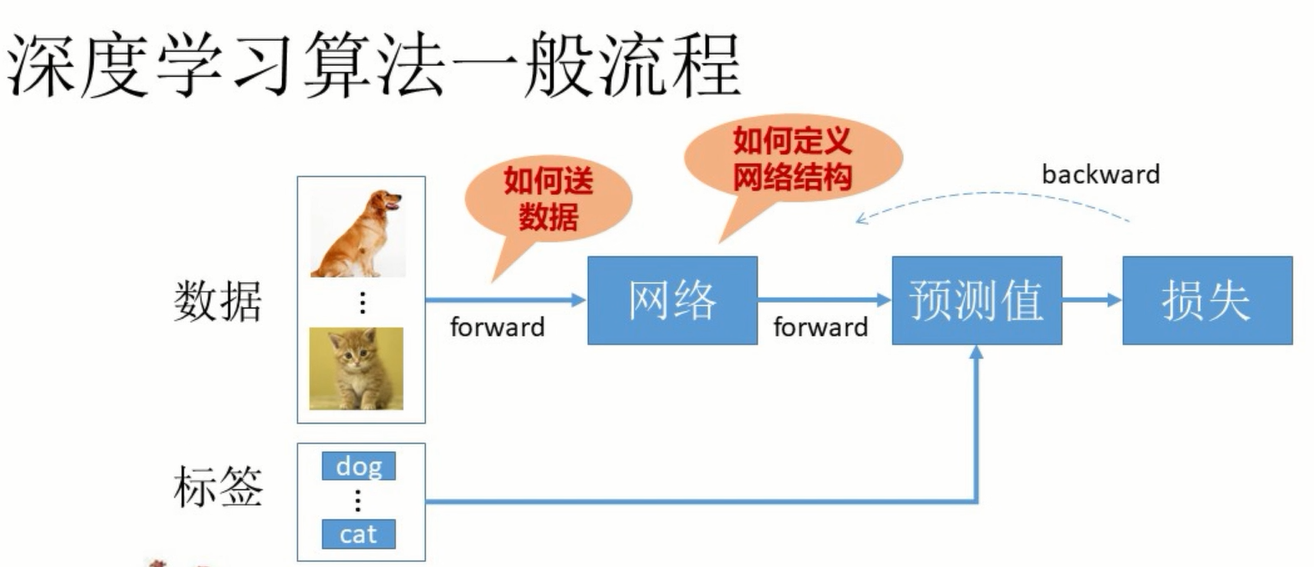 深度学习算法一般流程
如何送
数据
如何定义
网络结构
backward
数据
forward
网络
forward
预测值
损失
标签
dog
cat